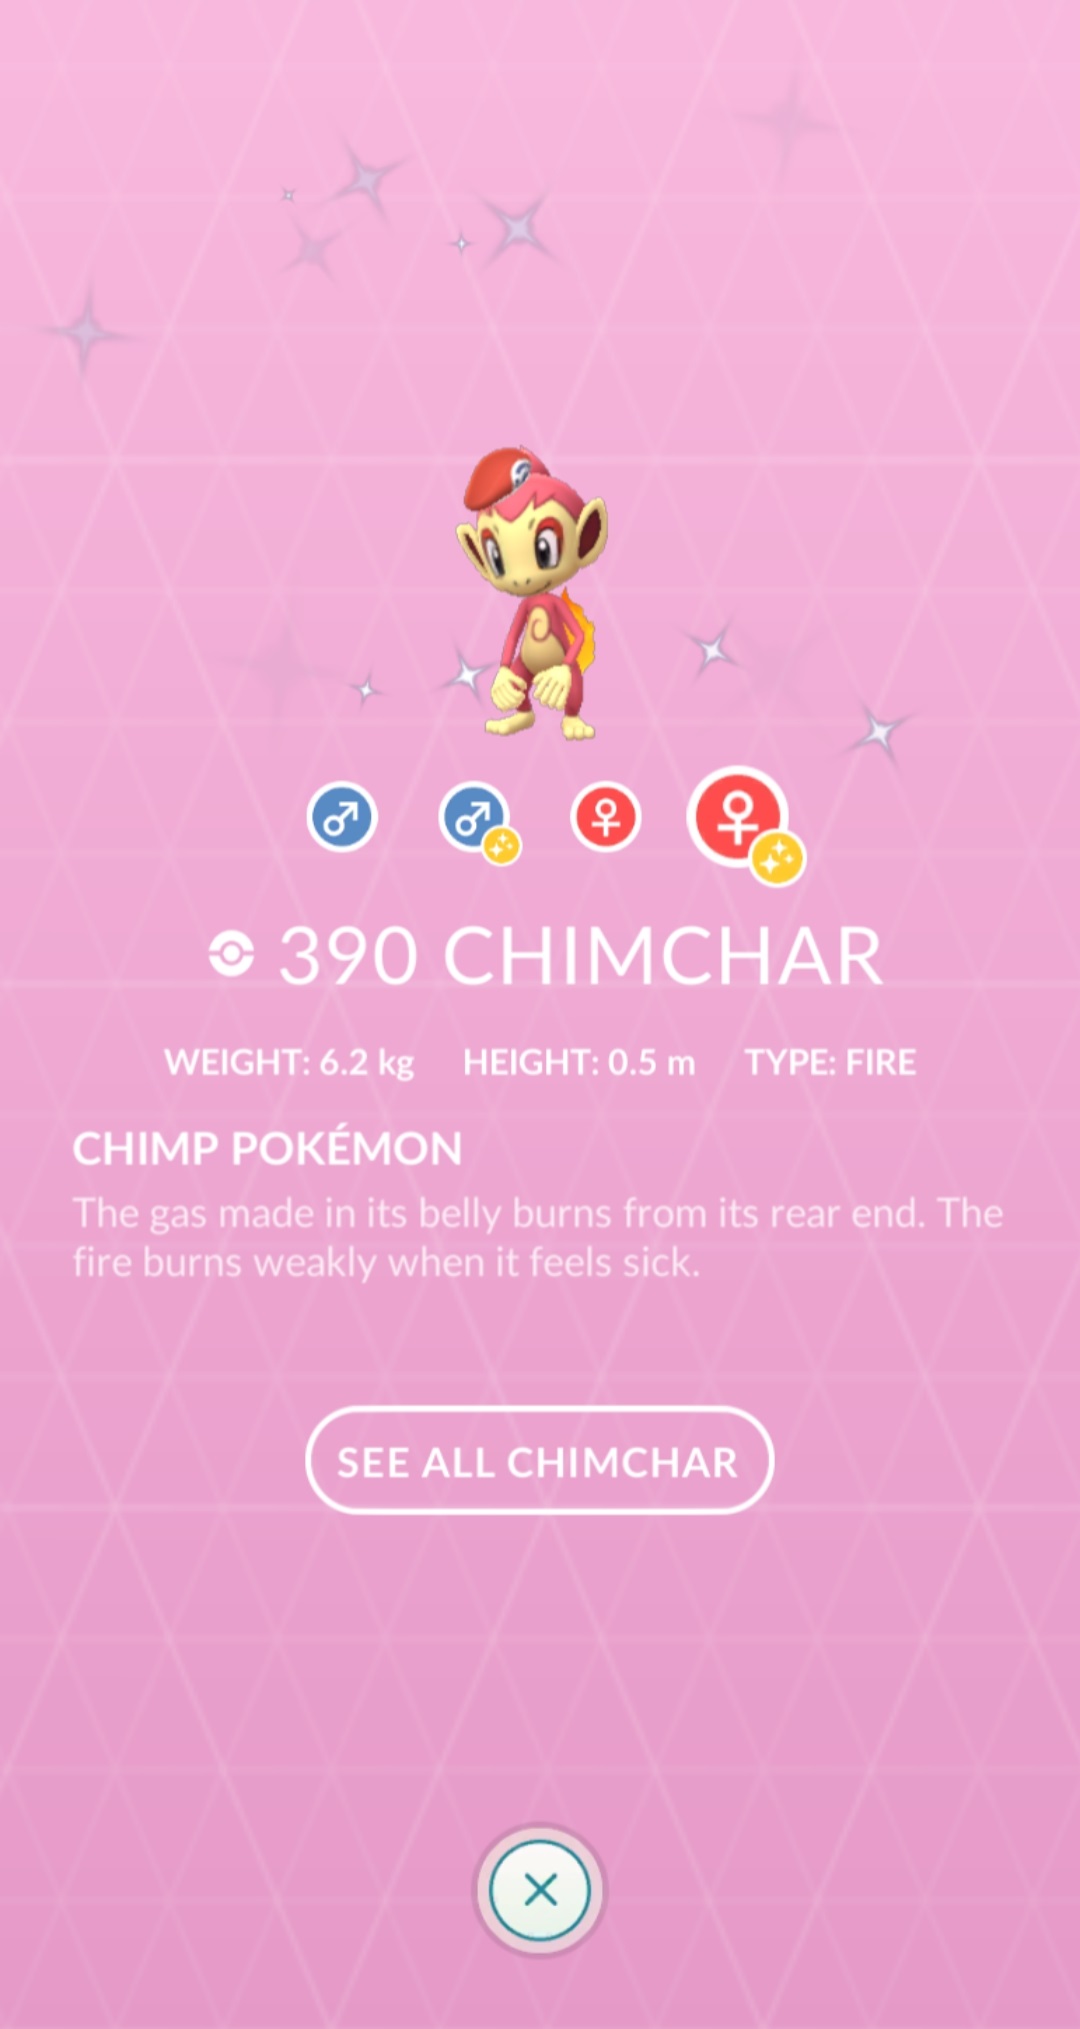 390 CHIMCHAR
WEIGHT: 6.2 kg HEIGHT: 0.5 m TYPE: FIRE
CHIMP POKÉMON
The gas made in its belly burns from its rear end. The
fire burns weakly when it feels sick.
SEE ALL CHIMCHAR